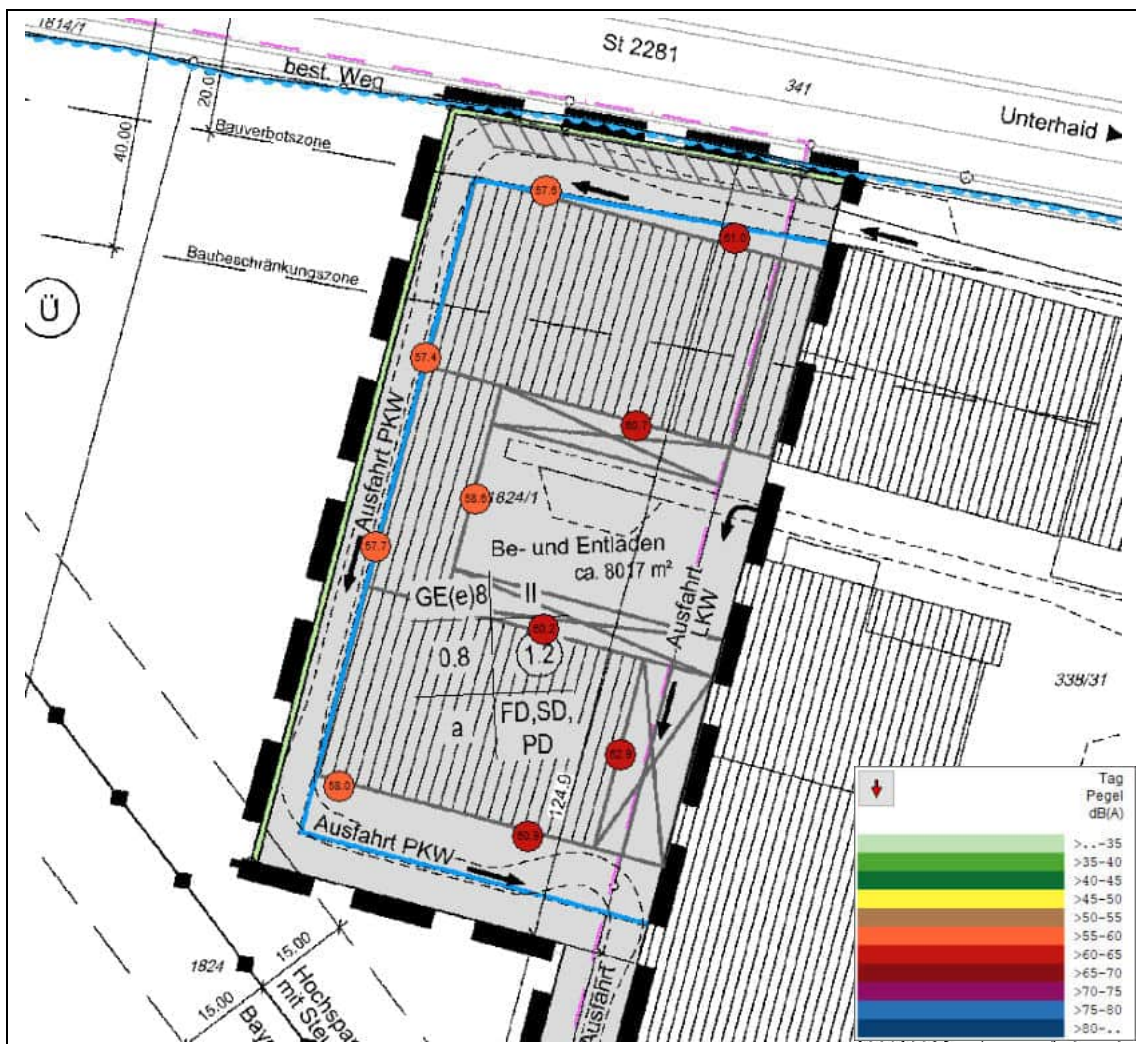 1814/1
St 2281
best. Weg
341
Unterhaid
20.00
40.00
Bauverbotszone
Baubeschränkungszone
Ü
57.6
61.0
57.4
60.7
58.6
1824/1
Ausfahrt PKW
57.7
Be- und Entladen
ca. 8017 m²
GE(e)8
II
Ausfahrt
LKW
60.2
0.8
1.2
338/31
a
FD,SD,
PD
62.8
58.0
124.9
Ausfahrt PKW
Ausfahrt
1824
15.00
15.00
Tag
Pegel
dB(A)
>..-35
>35-40
>40-45
>45-50
>50-55
>55-60
>60-65
>65-70
>70-75
>75-80
>80-..